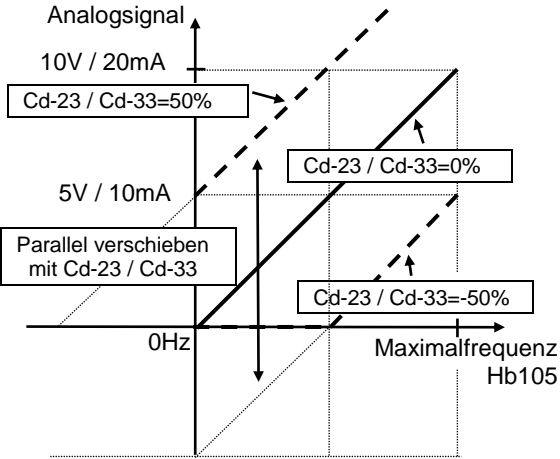 Analogsignal
10V / 20mA
Cd-23 / Cd-33=50%
Cd-23 / Cd-33=0%
5V / 10mA
Parallel verschieben
mit Cd-23 / Cd-33
Cd-23 / Cd-33=-50%
0Hz
Maximalfrequenz
Hb105